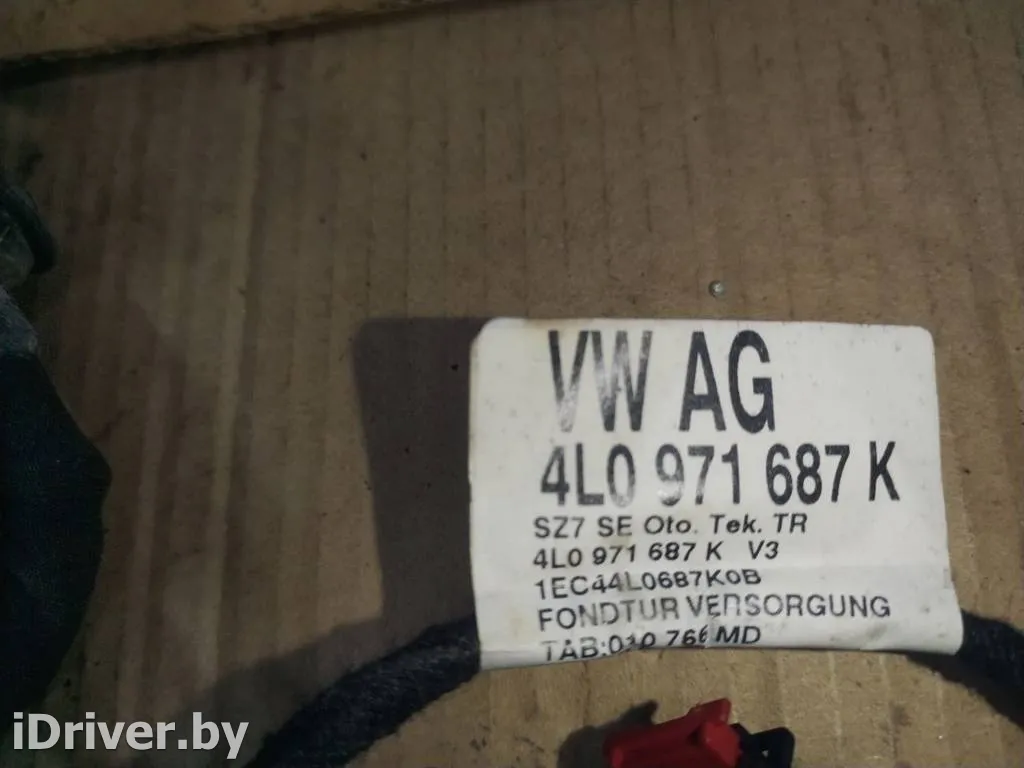 VW AG
4L0 971 687 K
SZ7 SE Oto. Tek. TR
4L0 971 687 K V3
1EC44L0687K0B
FONDTUR VERSORGUNG
MD
iDriver.by